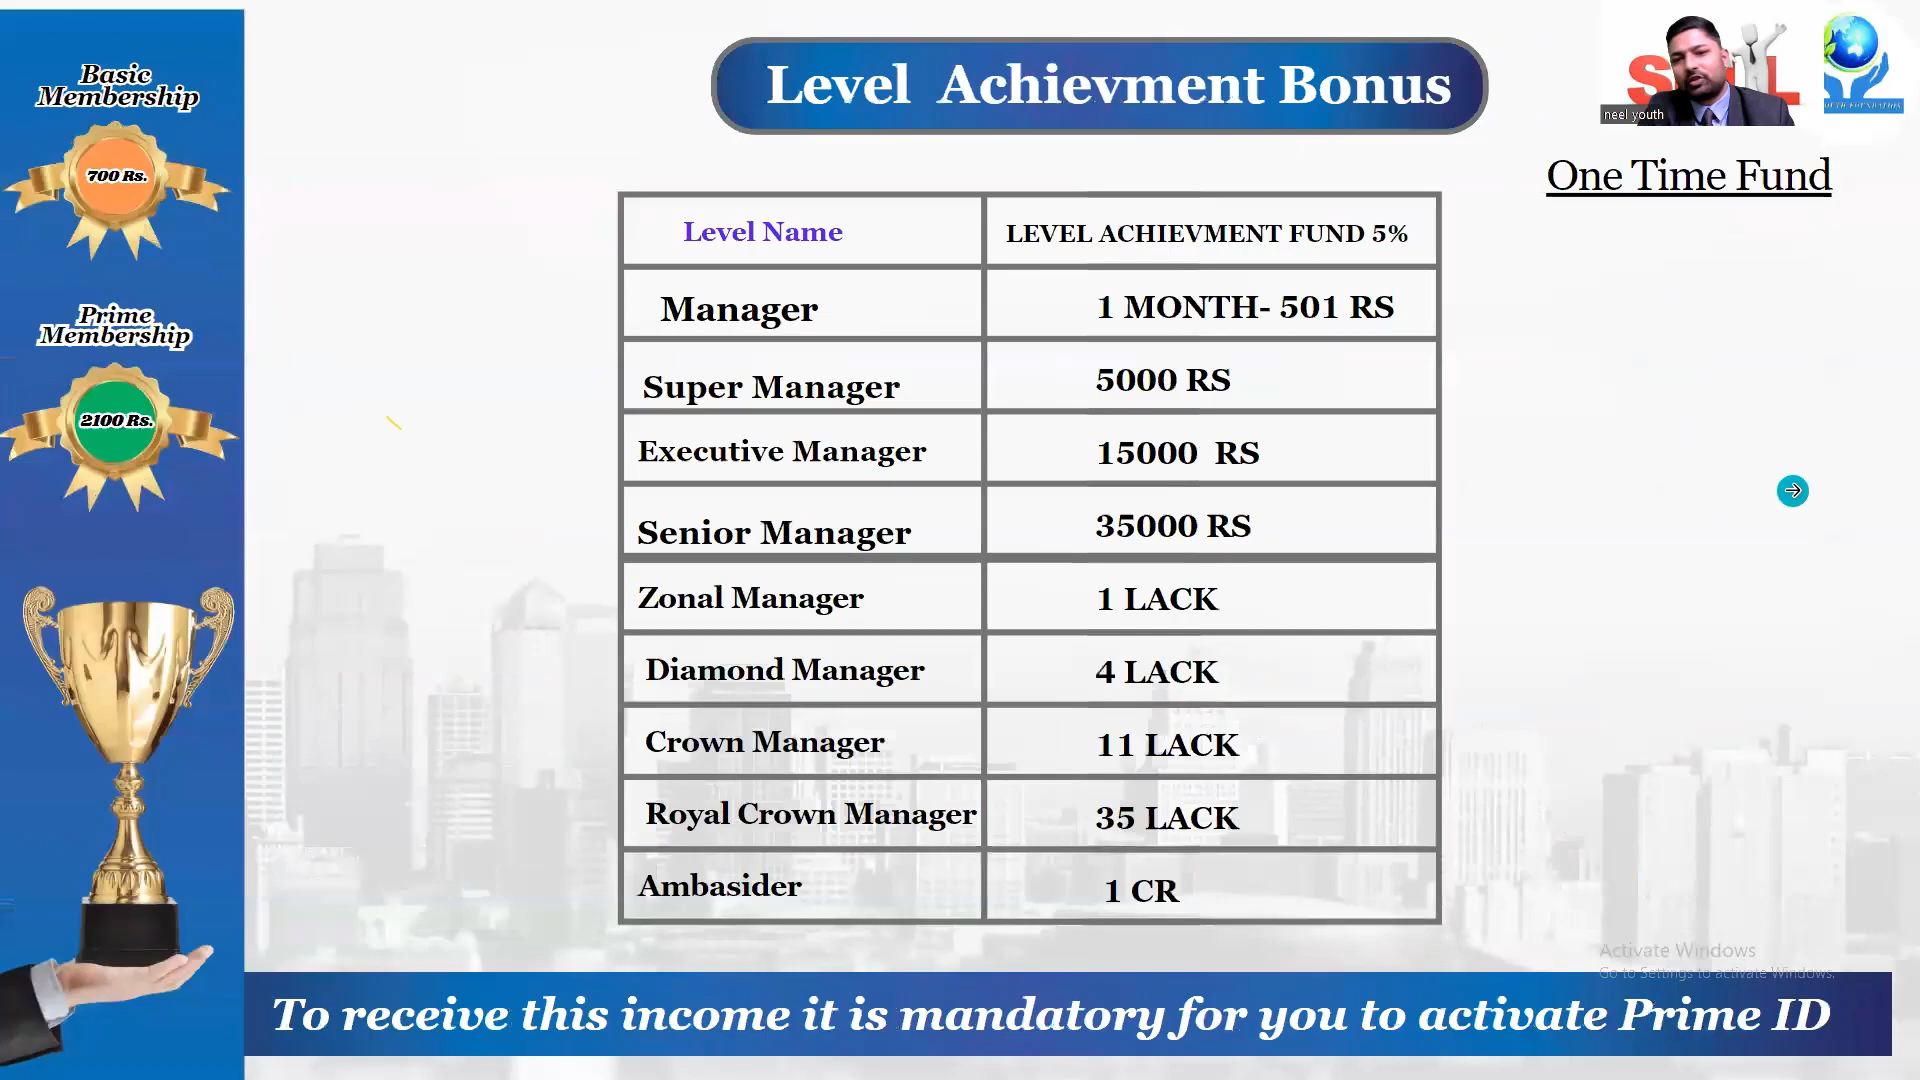 Basic
Membership
700 Rs.
Prime
Membership
2100 Rs.
Level Achievment Bonus
neel youth
One Time Fund
Level Name LEVEL ACHIEVMENT FUND 5%
Manager 1 MONTH- 501 RS
Super Manager 5000 RS
Executive Manager 15000 RS
Senior Manager 35000 RS
Zonal Manager 1 LACK
Diamond Manager 4 LACK
Crown Manager 11 LACK
Royal Crown Manager 35 LACK
Ambasider 1 CR
Activate Windows
Go to Settings to activate Windows.
To receive this income it is mandatory for you to activate Prime ID